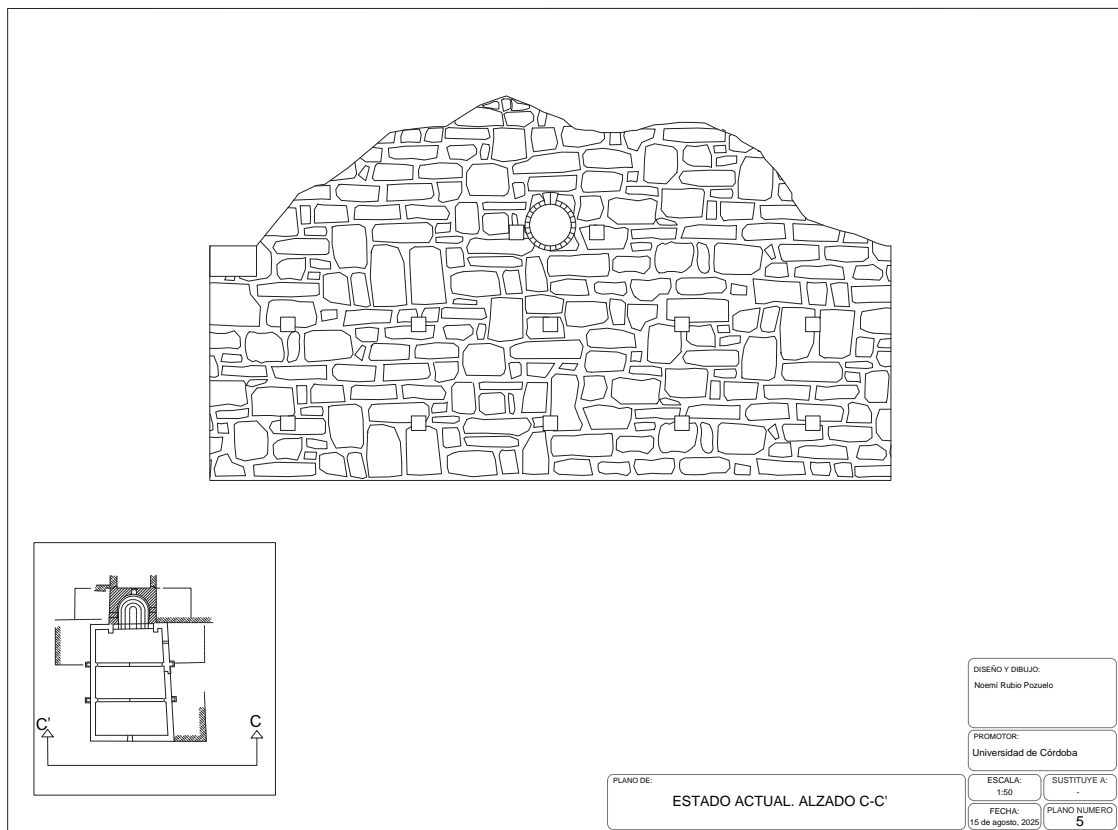 C'
C
DISEÑO Y DIBUJO:
Noemí Rubio Pozuelo
PROMOTOR:
Universidad de Córdoba
PLANO DE:
ESTADO ACTUAL. ALZADO C-C'
ESCALA:
1:50
SUSTITUYE A:
-
FECHA:
15 de agosto, 2025
PLANO NUMERO
5